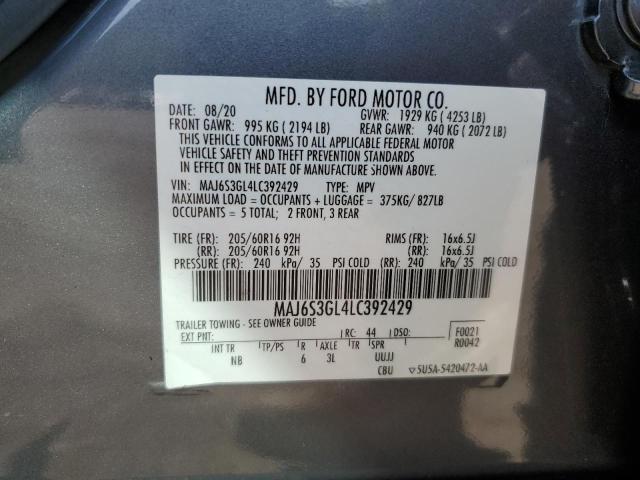 MFD. BY FORD MOTOR CO.
DATE: 08/20 GVWR: 1929 KG ( 4253 LB)
FRONT GAWR: 995 KG ( 2194 LB) REAR GAWR: 940 KG ( 2072 LB)
THIS VEHICLE CONFORMS TO ALL APPLICABLE FEDERAL MOTOR
VEHICLE SAFETY AND THEFT PREVENTION STANDARDS
IN EFFECT ON THE DATE OF MANUFACTURE SHOWN ABOVE.
VIN: MAJ6S3GL4LC392429 TYPE: MPV
MAXIMUM LOAD = OCCUPANTS + LUGGAGE = 375KG/ 827LB
OCCUPANTS = 5 TOTAL; 2 FRONT, 3 REAR
TIRE (FR): 205/60R16 92H RIMS (FR): 16x6.5J
(RR): 205/60R16 92H (RR): 16x6.5J
PRESSURE (FR): 240 kPa/ 35 PSI COLD (RR): 240 kPa/ 35 PSI COLD
MAJ6S3GL4LC392429
TRAILER TOWING - SEE OWNER GUIDE
EXT PNT: RC: 44 DSO: F0021
R0042
INT TR TP/PS R AXLE TR SPR UUJJ
NB 6 3L CBU ▽5U5A-5420472-AA